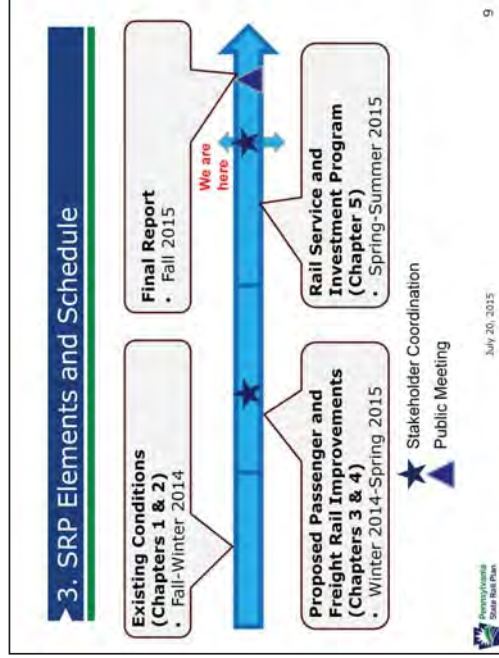 3. SRP Elements and Schedule
Existing Conditions
(Chapters 1 & 2)
• Fall-Winter 2014
Final Report
• Fall 2015
We are
here
Proposed Passenger and
Freight Rail Improvements
(Chapters 3 & 4)
• Winter 2014-Spring 2015
Rail Service and
Investment Program
(Chapter 5)
• Spring-Summer 2015
Stakeholder Coordination
Public Meeting
Pennsylvania
State Rail Plan
July 20, 2015
9